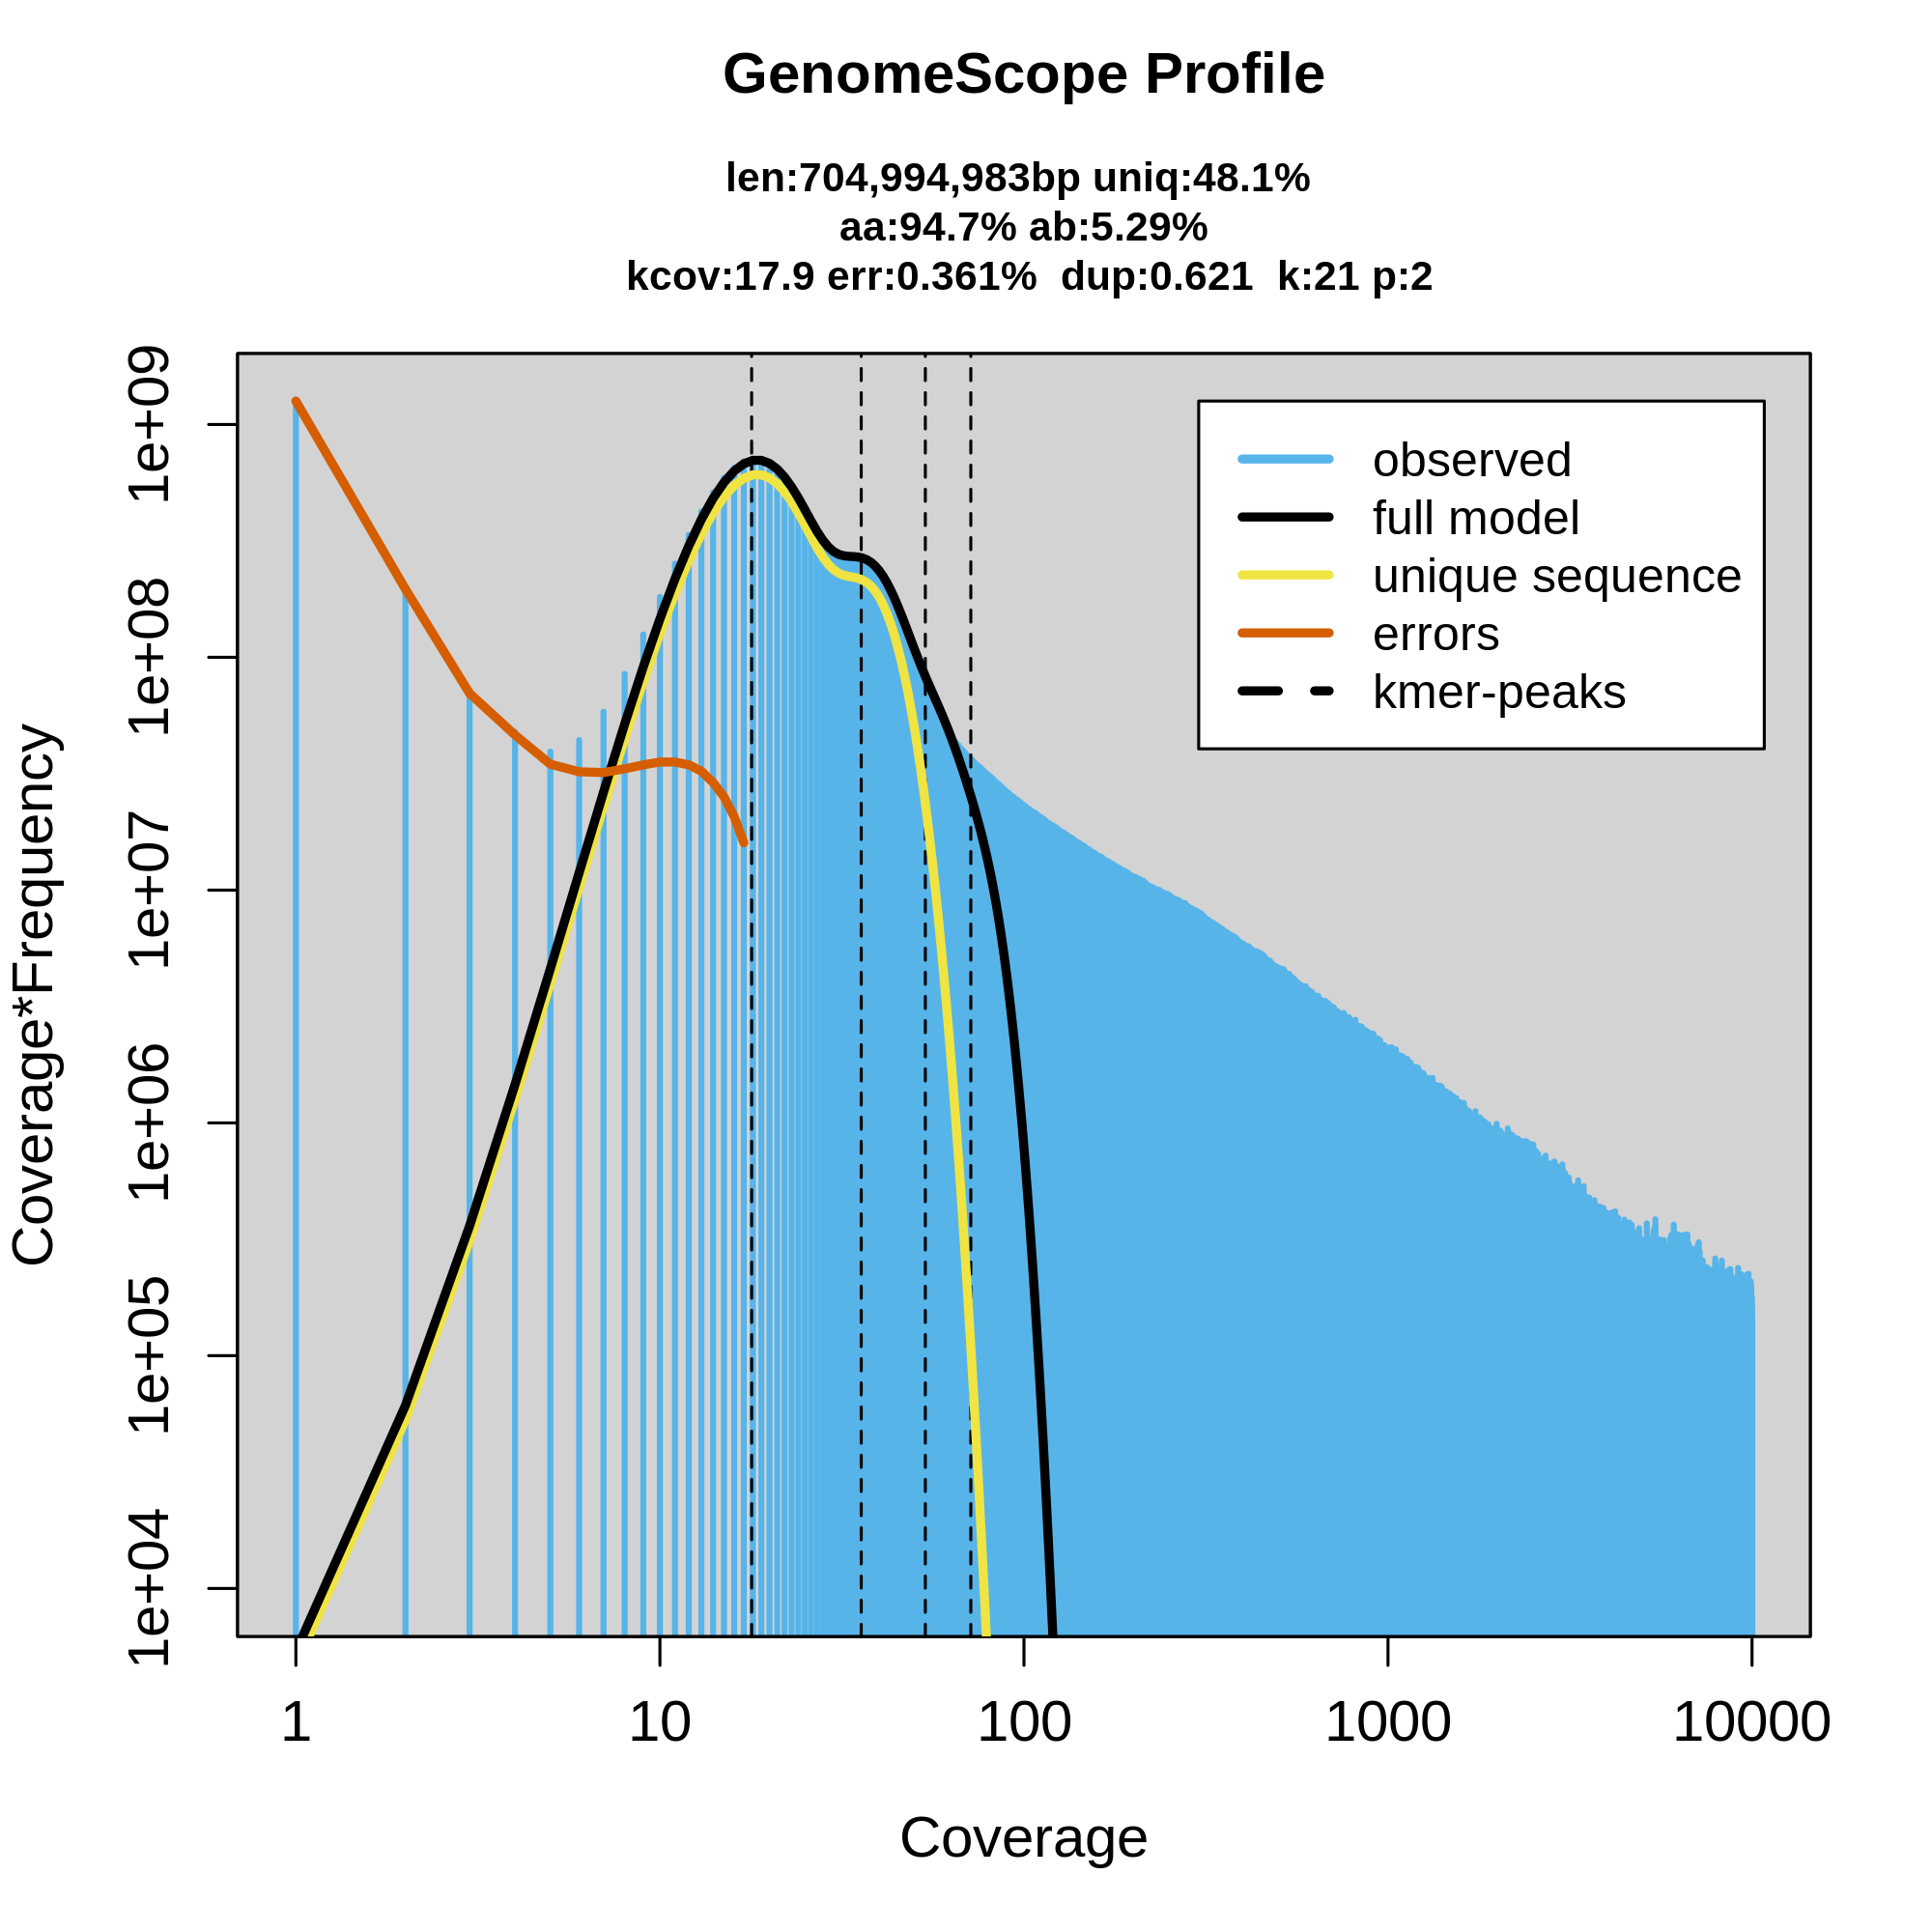 GenomeScope Profile
len:704,994,983bp uniq:48.1%
aa:94.7% ab:5.29%
kcov:17.9 err:0.361%  dup:0.621  k:21 p:2
observed
full model
unique sequence
errors
kmer-peaks
Coverage*Frequency
1e+09
1e+08
1e+07
1e+06
1e+05
1e+04
1
10
100
1000
10000
Coverage